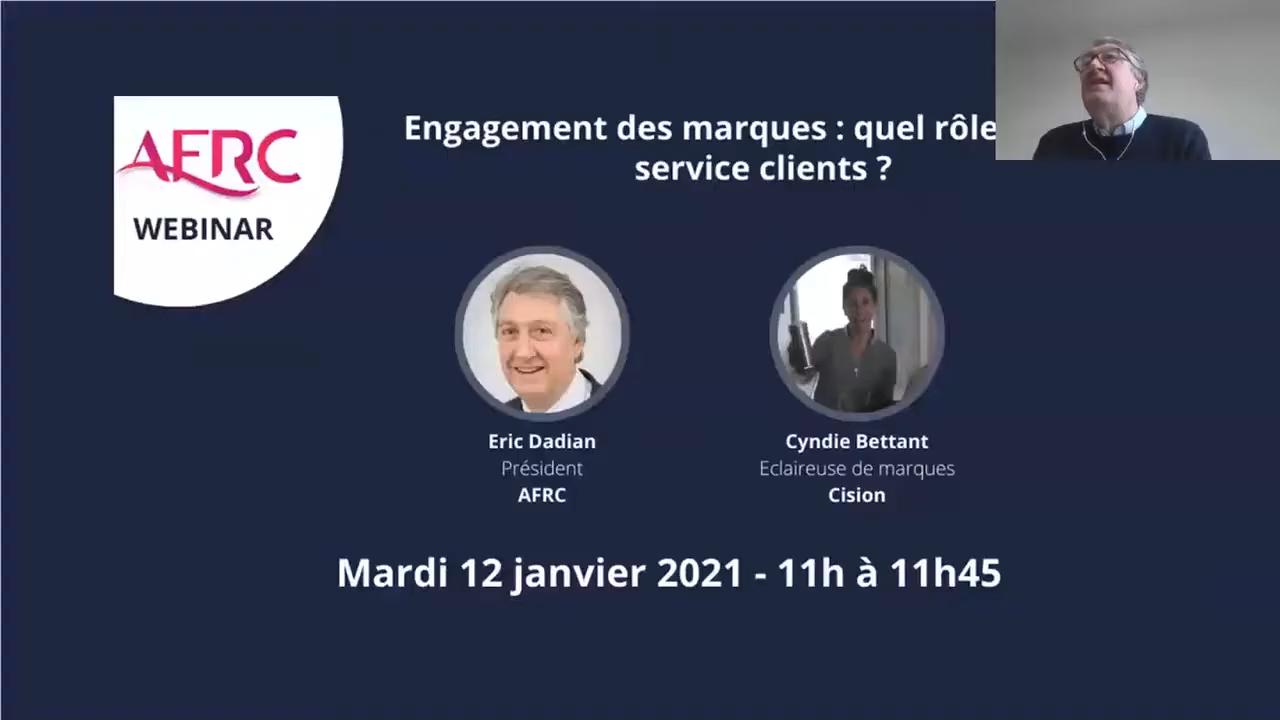 AFRC
WEBINAR
Engagement des marques : quel rôle
service clients ?
Eric Dadian
Président
AFRC
Cyndie Bettant
Eclaireuse de marques
Cision
Mardi 12 janvier 2021 - 11h à 11h45